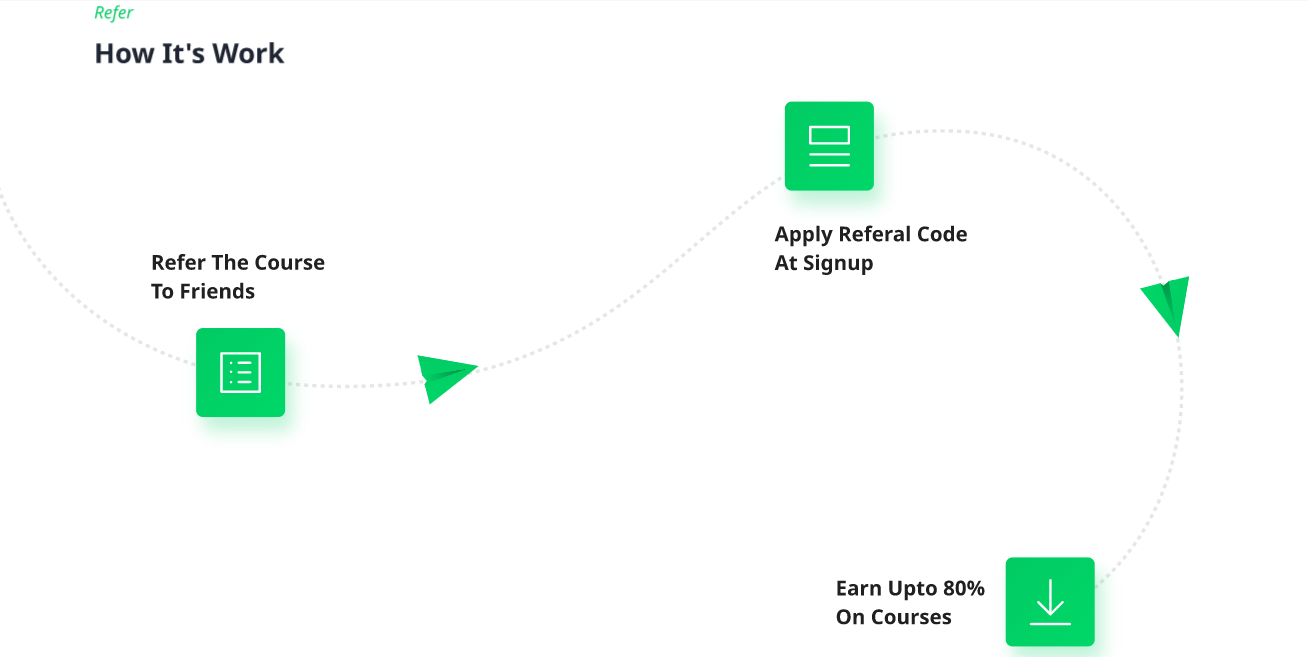 Refer
How It's Work
Refer The Course
To Friends
Apply Referal Code
At Signup
Earn Upto 80%
On Courses